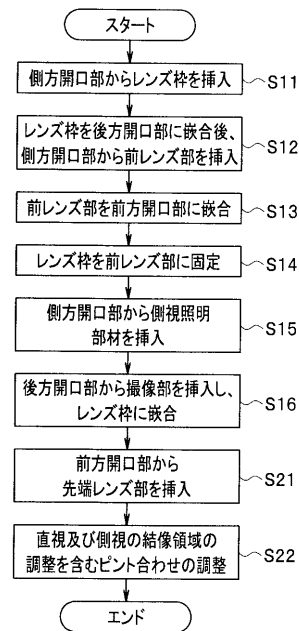 スタート
側方開口部からレンズ枠を挿入
S11
レンズ枠を後方開口部に嵌合後、
側方開口部から前レンズ部を挿入
S12
前レンズ部を前方開口部に嵌合
S13
レンズ枠を前レンズ部に固定
S14
側方開口部から側視照明
部材を挿入
S15
後方開口部から撮像部を挿入し、
レンズ枠に嵌合
S16
前方開口部から
先端レンズ部を挿入
S21
直視及び側視の結像領域の
調整を含むピント合わせの調整
S22
エンド